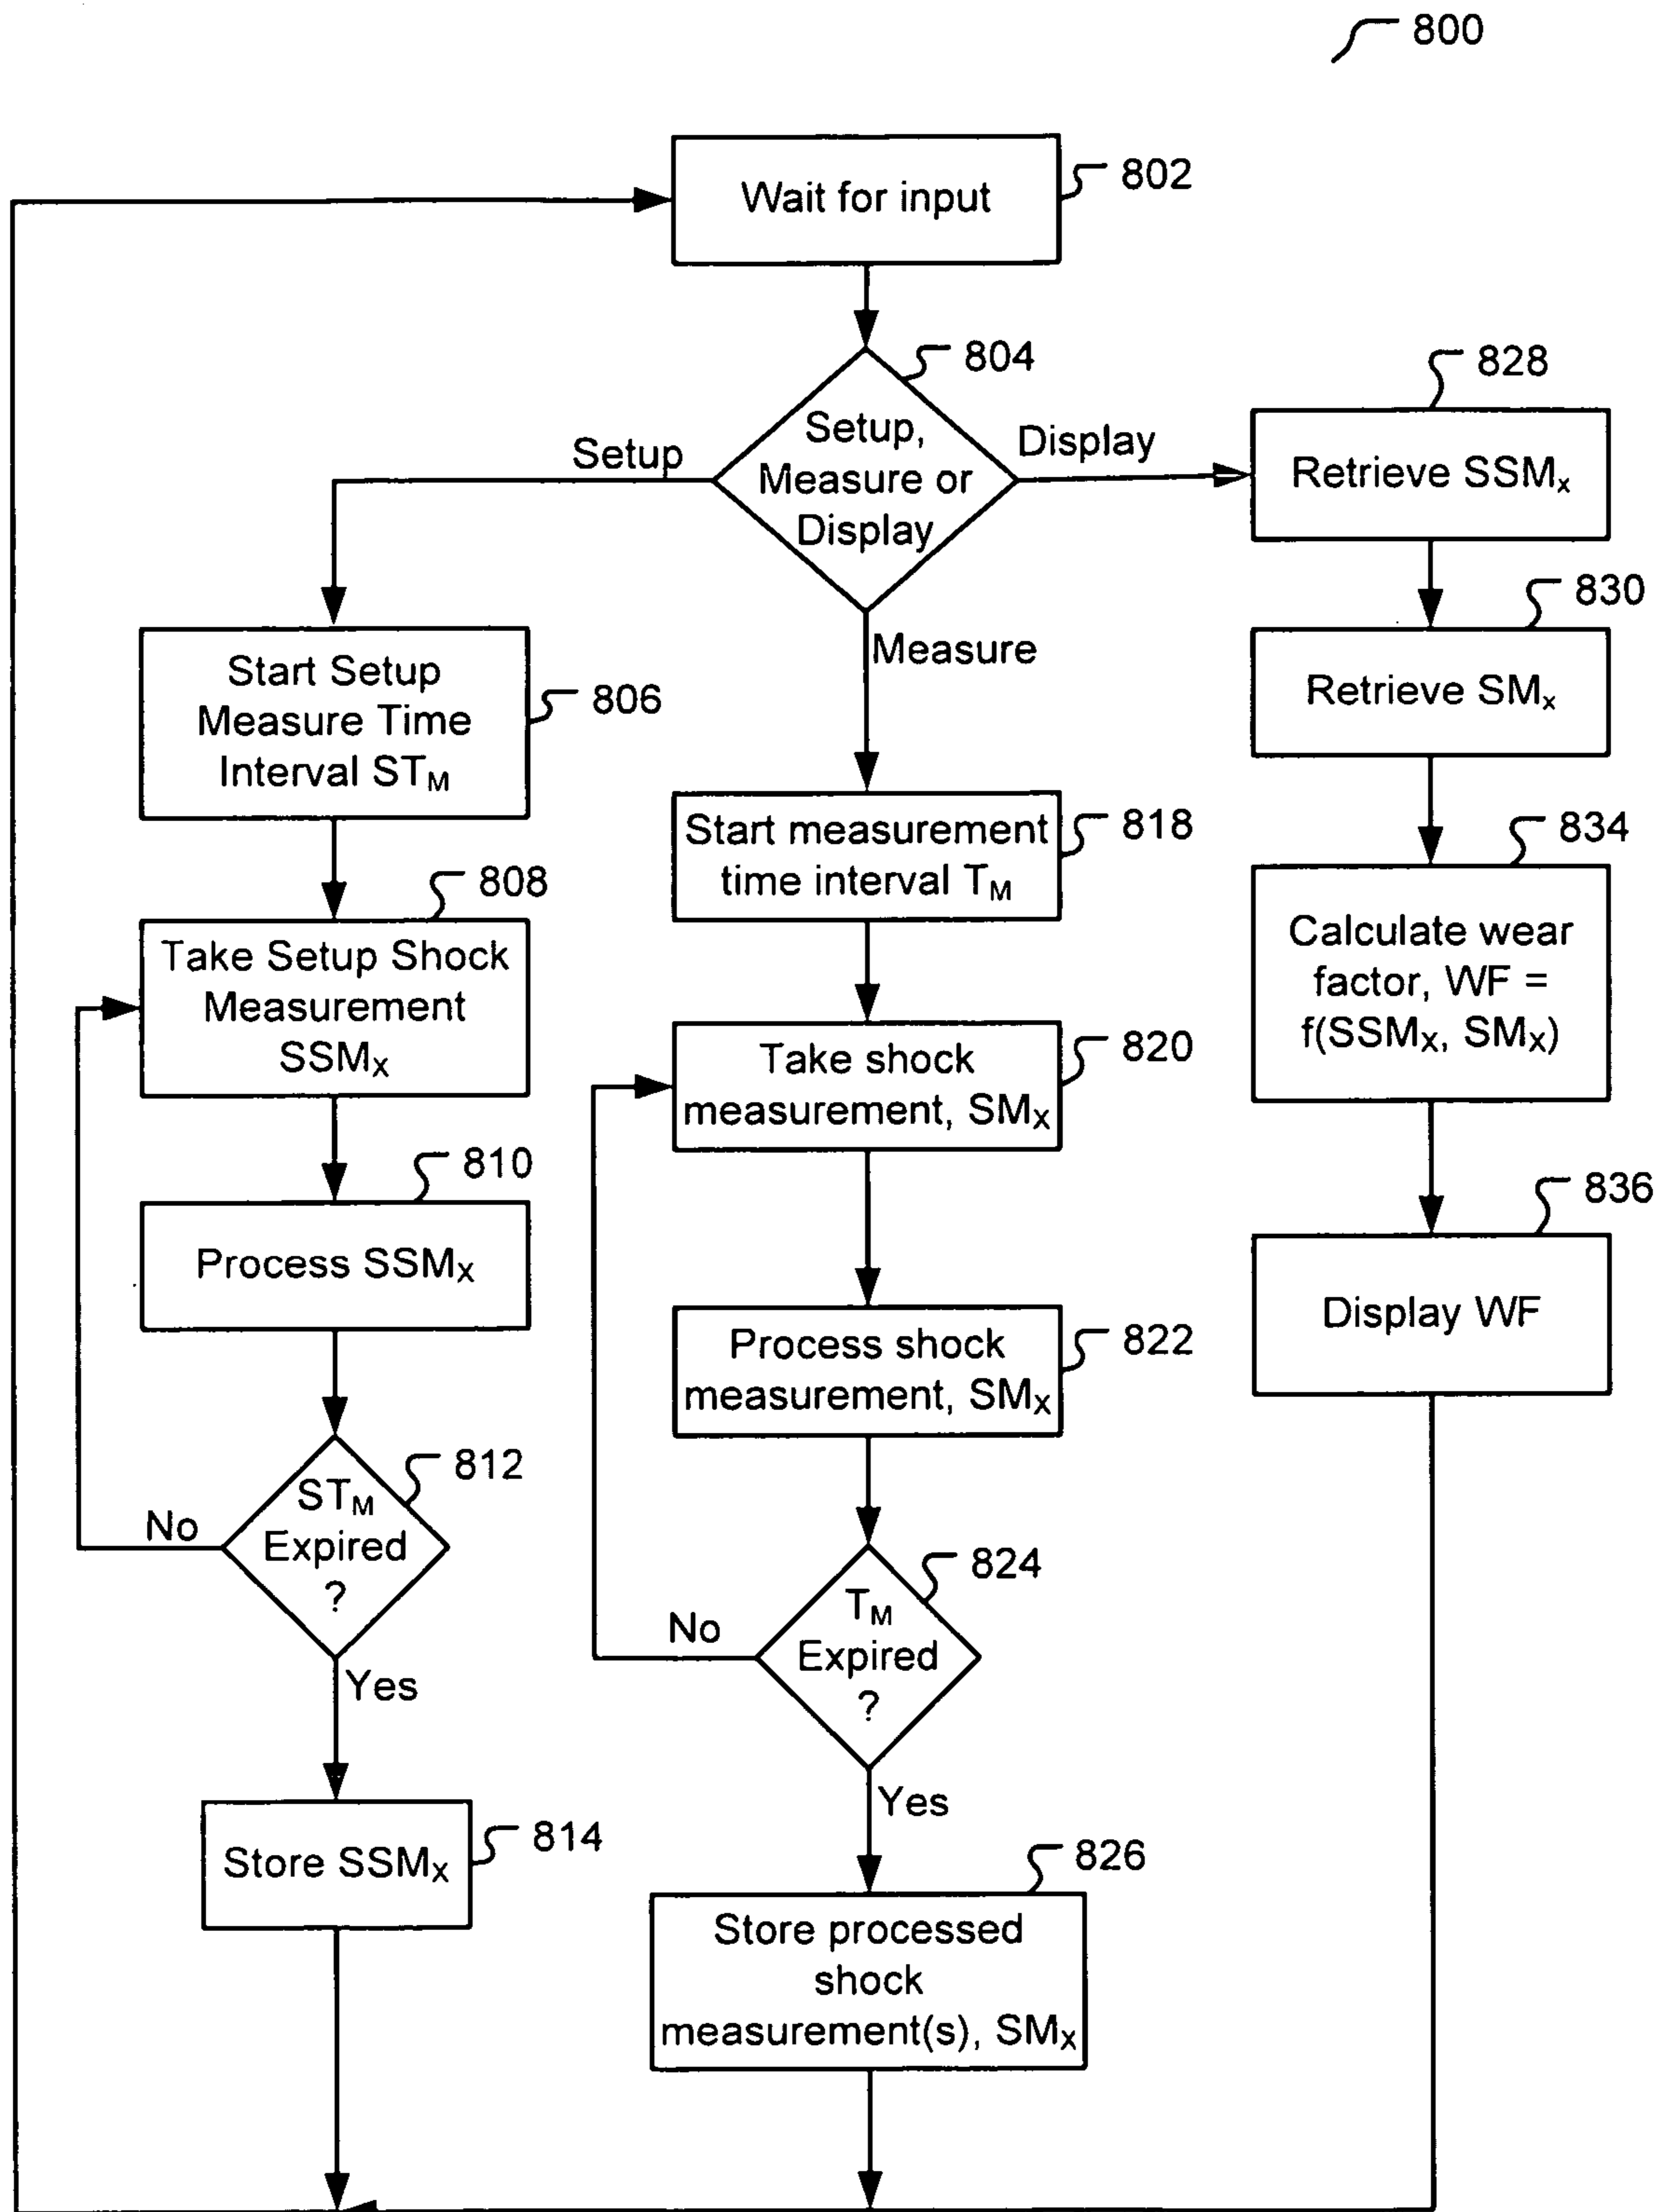 800
Wait for input
802
804
Setup,
Measure or
Display
Setup
Display
Measure
828
Retrieve SSMₓ
830
Retrieve SMₓ
834
Calculate wear
factor, WF =
f(SSMₓ, SMₓ)
836
Display WF
Start Setup
Measure Time
Interval ST_M
806
808
Take Setup Shock
Measurement
SSMₓ
810
Process SSMₓ
812
ST_M
Expired
?
No
Yes
Store SSMₓ
814
Start measurement
time interval T_M
818
Take shock
measurement, SMₓ
820
Process shock
measurement, SMₓ
822
824
T_M
Expired
?
No
Yes
826
Store processed
shock
measurement(s), SMₓ